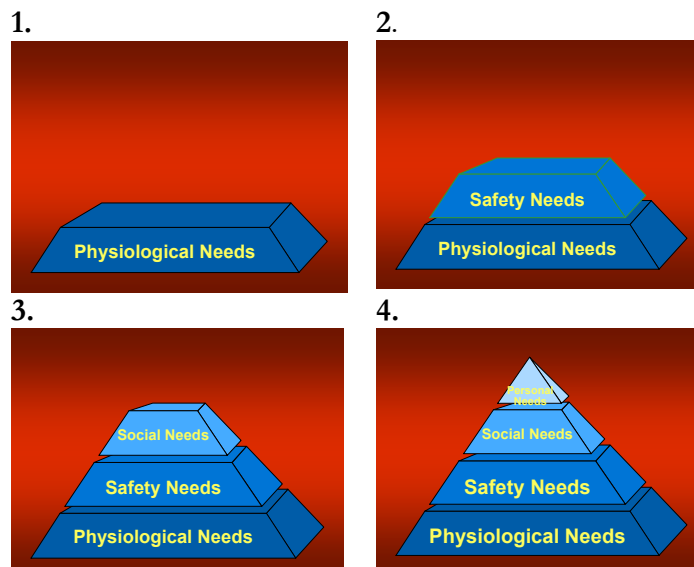 1.
Physiological Needs
2.
Safety Needs
Physiological Needs
3.
Social Needs
Safety Needs
Physiological Needs
4.
Personal
Needs
Social Needs
Safety Needs
Physiological Needs